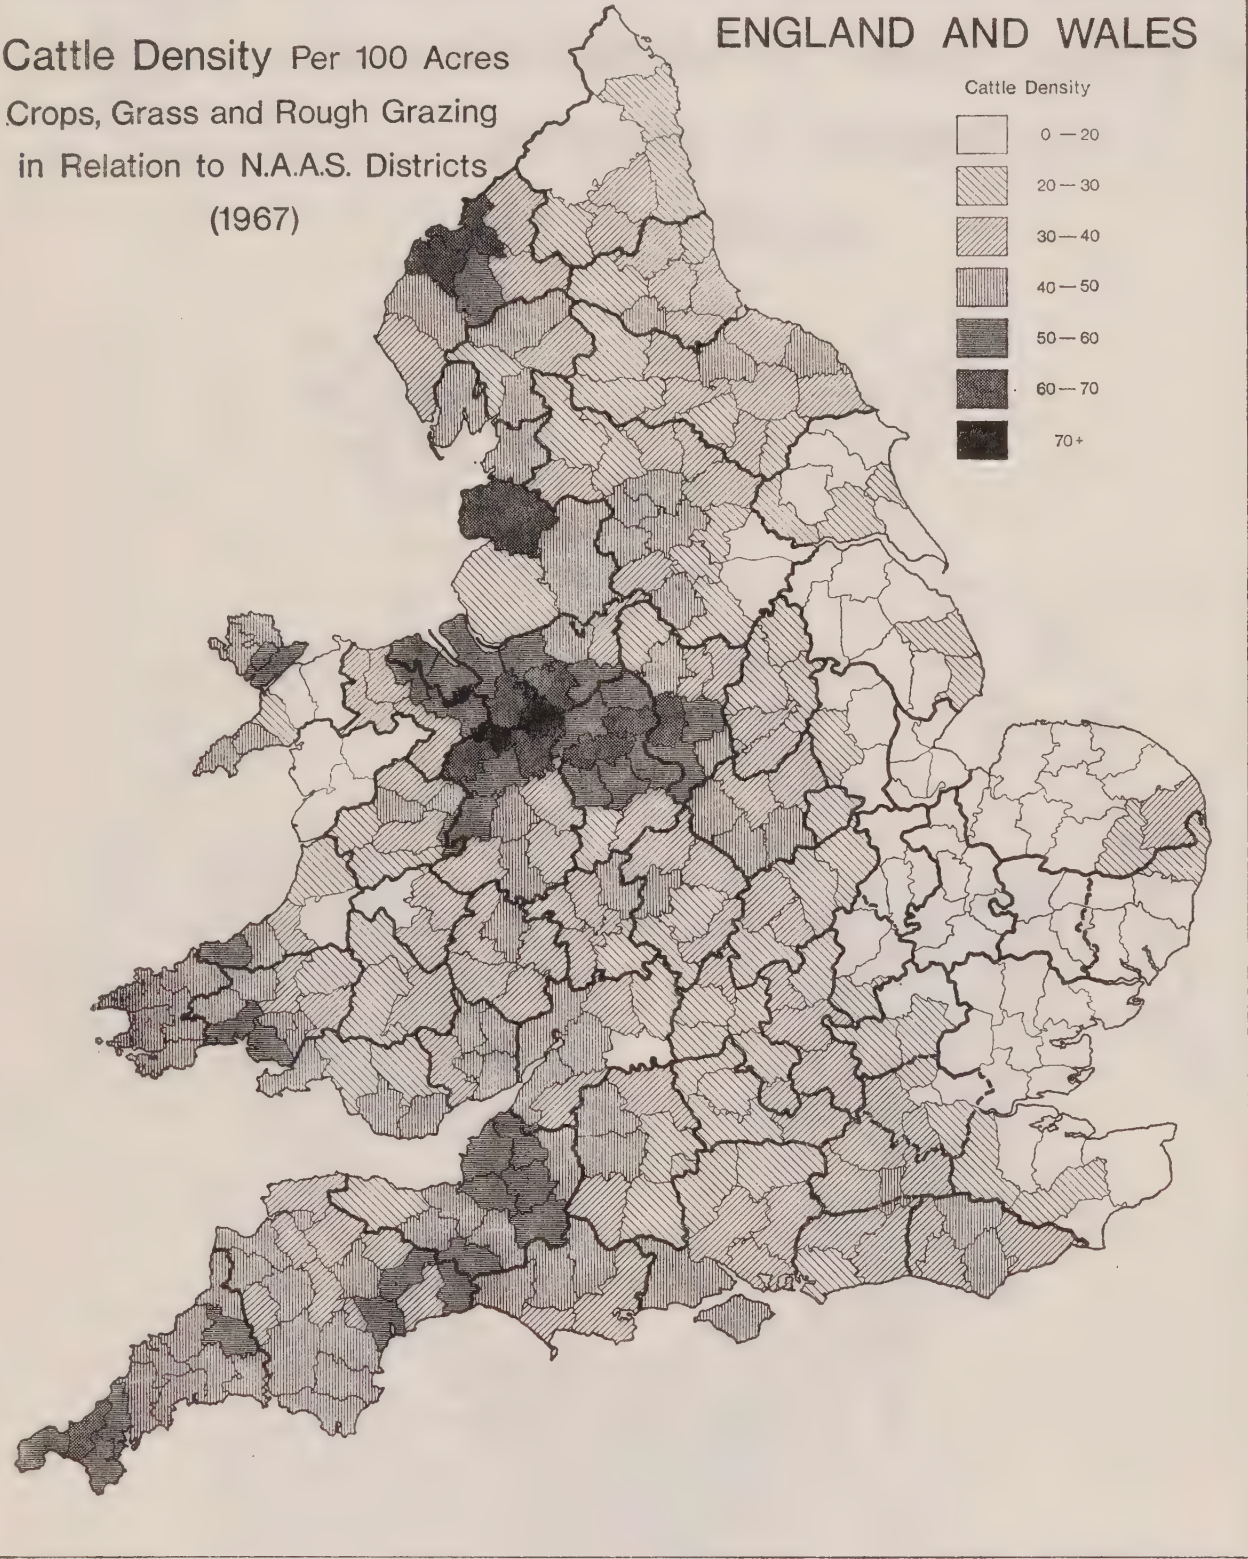 Cattle Density Per 100 Acres
Crops, Grass and Rough Grazing
in Relation to N.A.A.S. Districts
(1967)
ENGLAND AND WALES
Cattle Density
0 — 20
20 — 30
30 — 40
40 — 50
50 — 60
60 — 70
70+